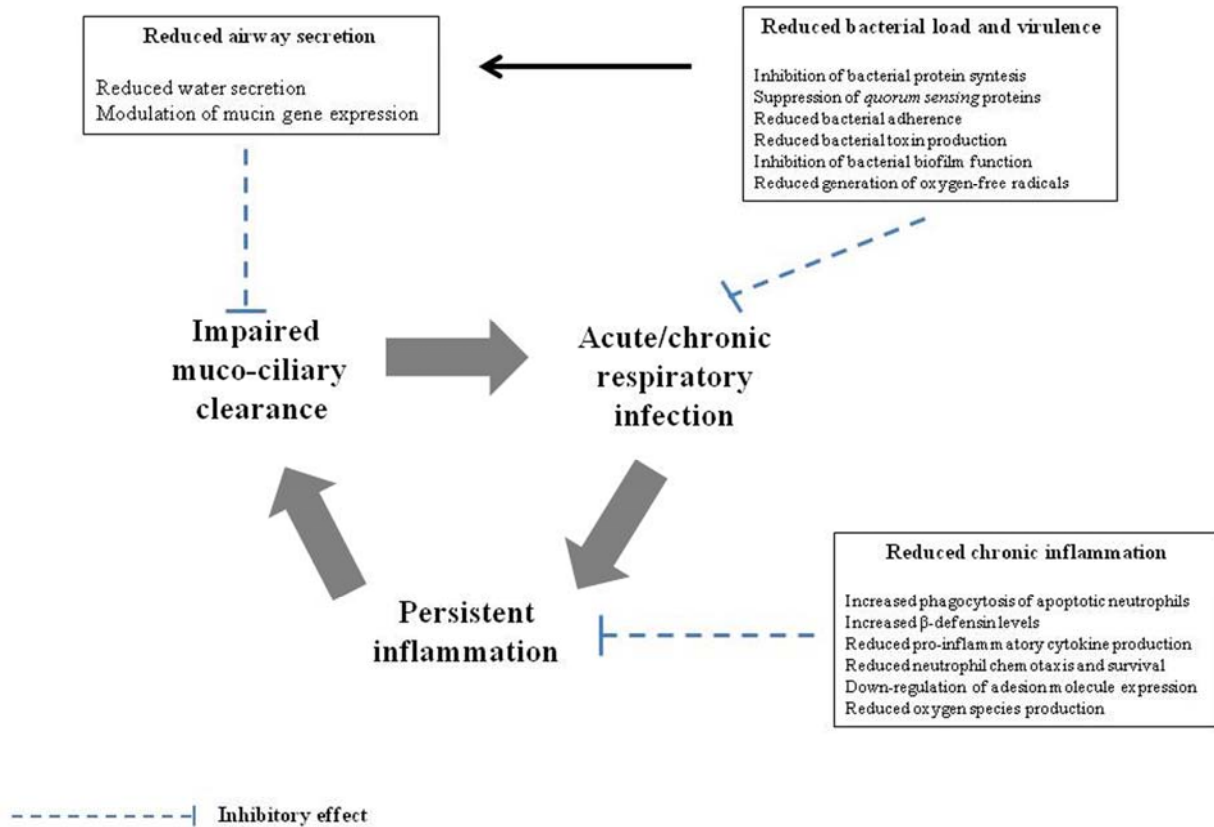 Reduced airway secretion
Reduced water secretion
Modulation of mucin gene expression
Reduced bacterial load and virulence
Inhibition of bacterial protein syntesis
Suppression of quorum sensing proteins
Reduced bacterial adherence
Reduced bacterial toxin production
Inhibition of bacterial biofilm function
Reduced generation of oxygen-free radicals
Impaired
muco-ciliary
clearance
Acute/chronic
respiratory
infection
Persistent
inflammation
Reduced chronic inflammation
Increased phagocytosis of apoptotic neutrophils
Increased β-defensin levels
Reduced pro-inflammatory cytokine production
Reduced neutrophil chemotaxis and survival
Down-regulation of adesion molecule expression
Reduced oxygen species production
Inhibitory effect